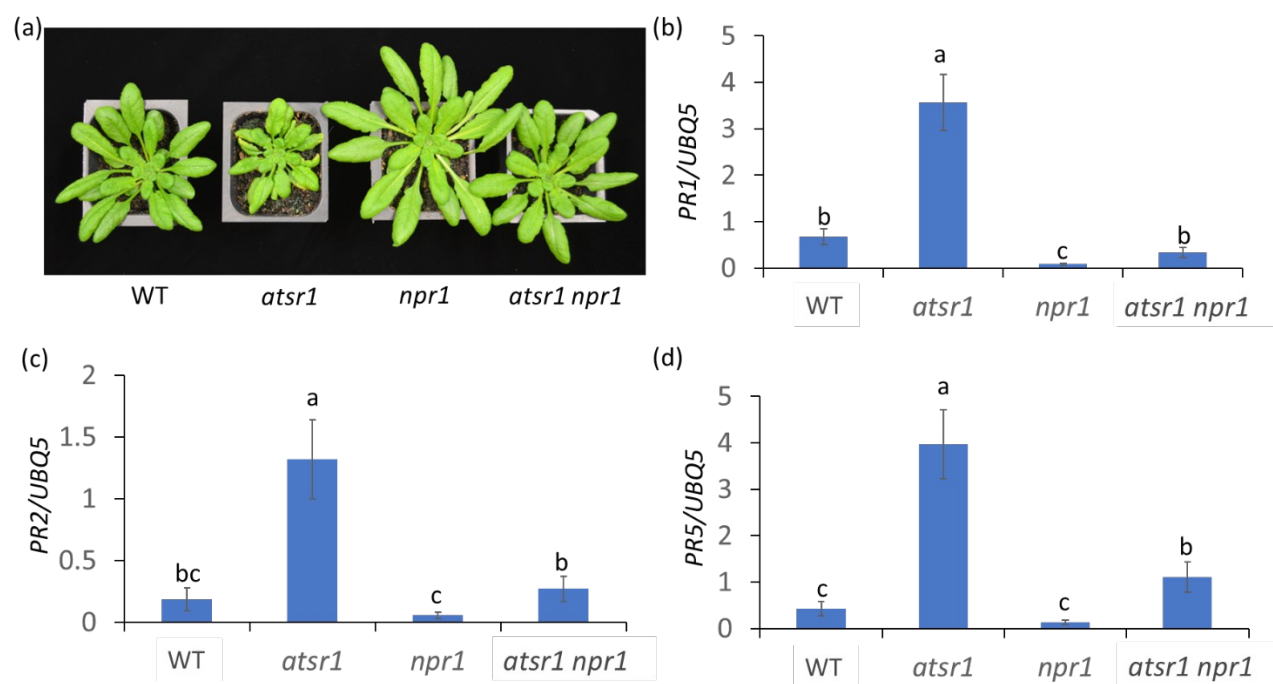 (a)
WT atsr1 npr1 atsr1 npr1
(b)
PR1/UBQ5
5
4
3
2
1
0
b
a
c
b
WT atsr1 npr1 atsr1 npr1
(c)
PR2/UBQ5
2
1.5
1
0.5
0
bc
a
c
b
WT atsr1 npr1 atsr1 npr1
(d)
PR5/UBQ5
5
4
3
2
1
0
c
a
c
b
WT atsr1 npr1 atsr1 npr1